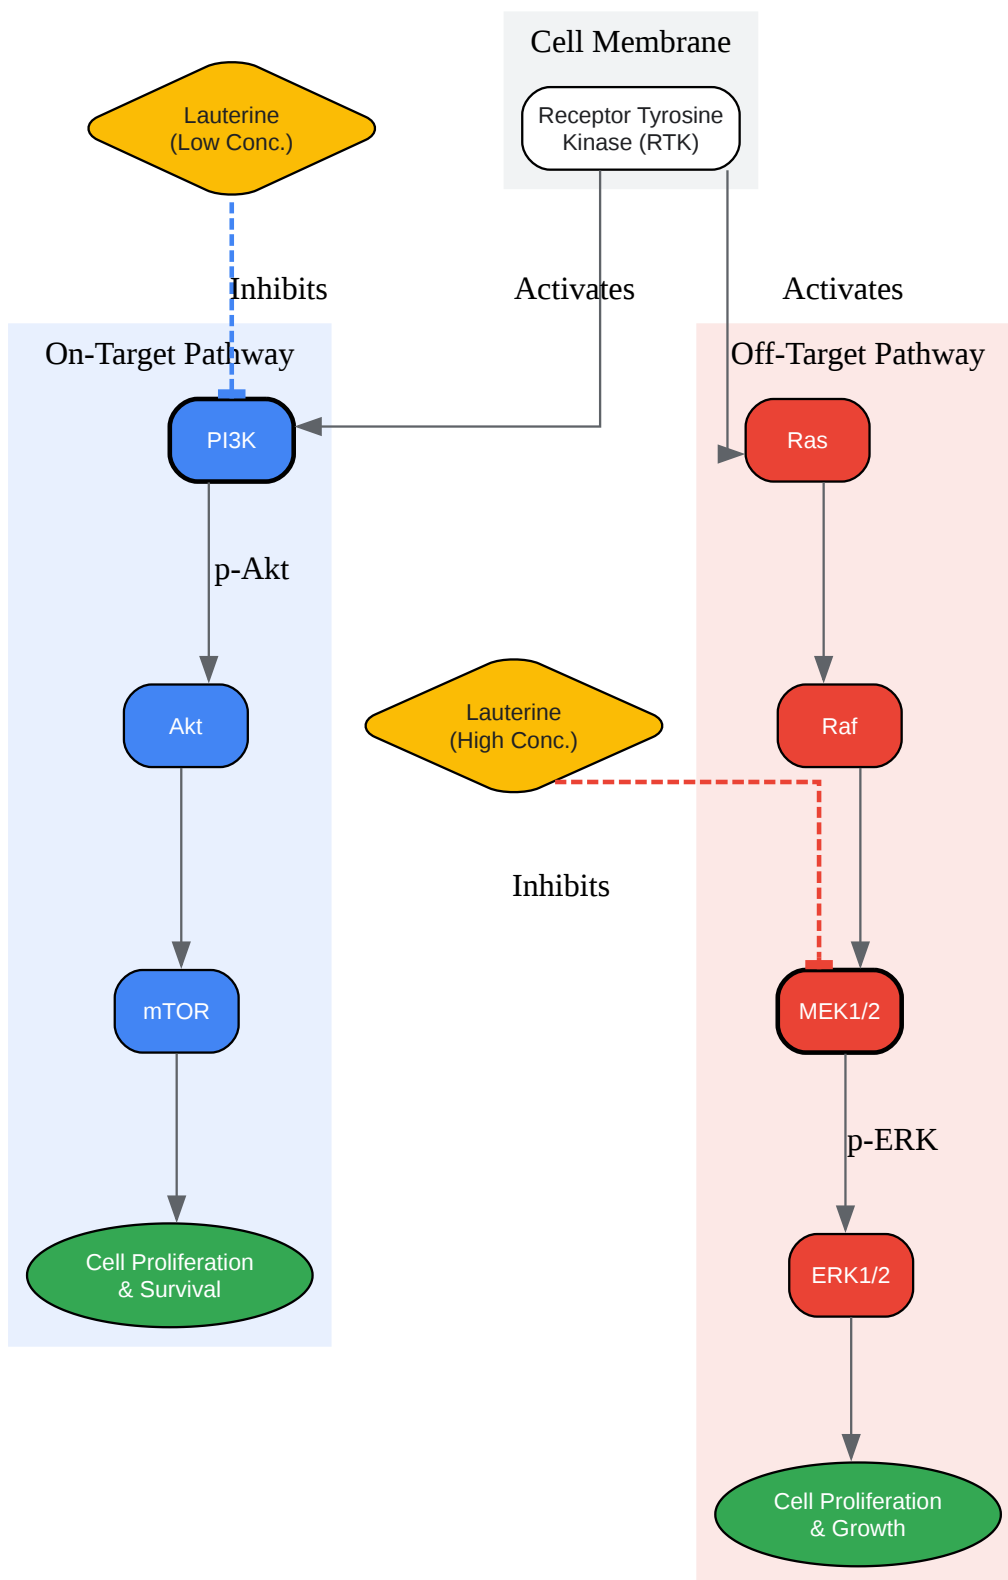 Cell Membrane
Lauterine
(Low Conc.)
Receptor Tyrosine
Kinase (RTK)
Inhibits
Activates
Activates
On-Target Pathway
Off-Target Pathway
PI3K
Ras
p-Akt
Akt
Lauterine
(High Conc.)
Raf
Inhibits
mTOR
MEK1/2
p-ERK
Cell Proliferation
& Survival
ERK1/2
Cell Proliferation
& Growth